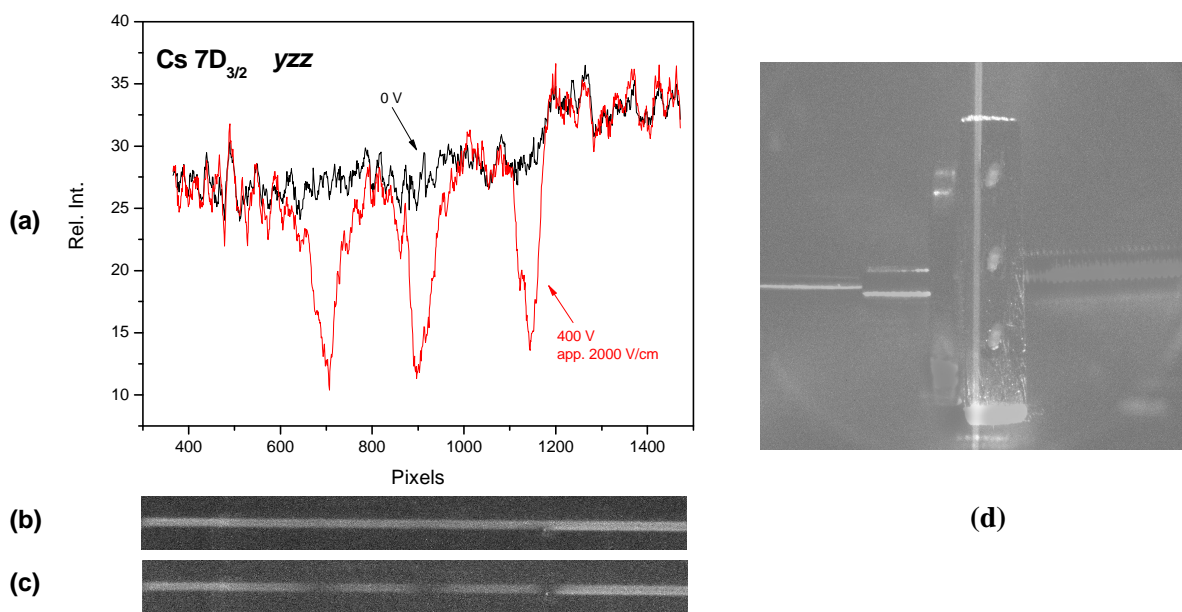 40
35
30
25
20
15
10
Rel. Int.
Cs 7D3/2 yzz
0 V
400 V
app. 2000 V/cm
400 600 800 1000 1200 1400
Pixels
(a)
(b)
(c)
(d)